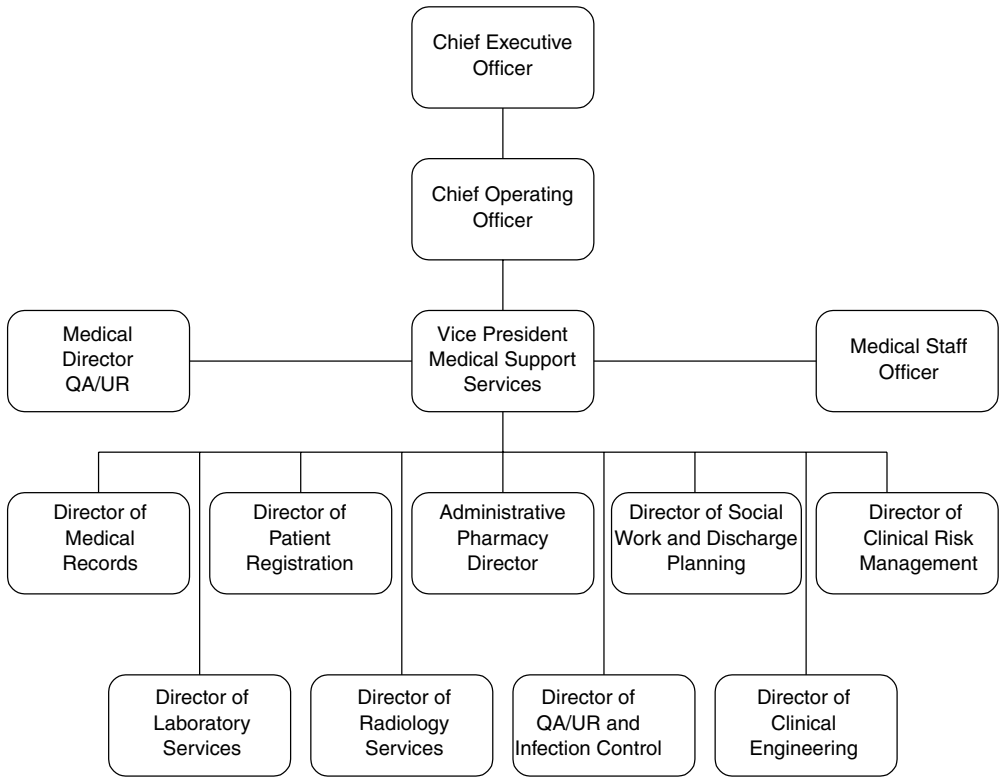 Chief Executive
Officer
Chief Operating
Officer
Medical
Director
QA/UR
Vice President
Medical Support
Services
Medical Staff
Officer
Director of
Medical
Records
Director of
Patient
Registration
Administrative
Pharmacy
Director
Director of Social
Work and Discharge
Planning
Director of
Clinical Risk
Management
Director of
Laboratory
Services
Director of
Radiology
Services
Director of
QA/UR and
Infection Control
Director of
Clinical
Engineering